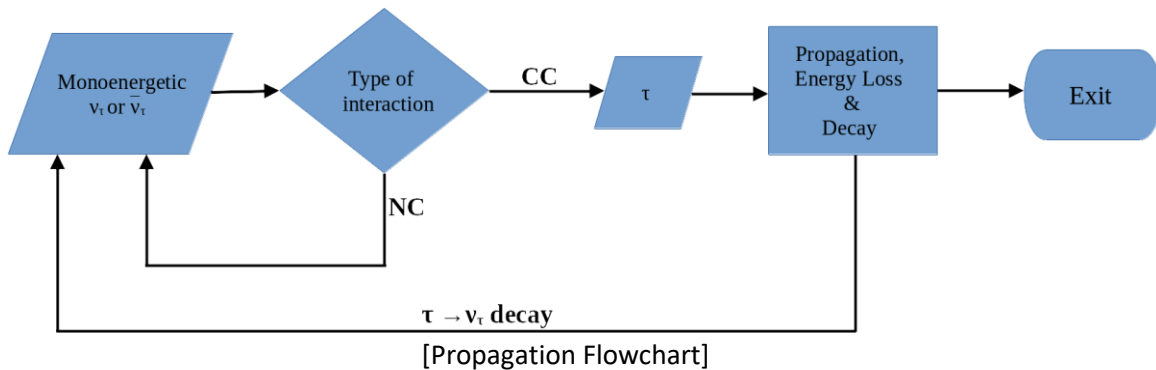 Monoenergetic
ντ or ν̄τ
Type of
interaction
CC
τ
Propagation,
Energy Loss
&
Decay
Exit
NC
τ → ντ decay
[Propagation Flowchart]